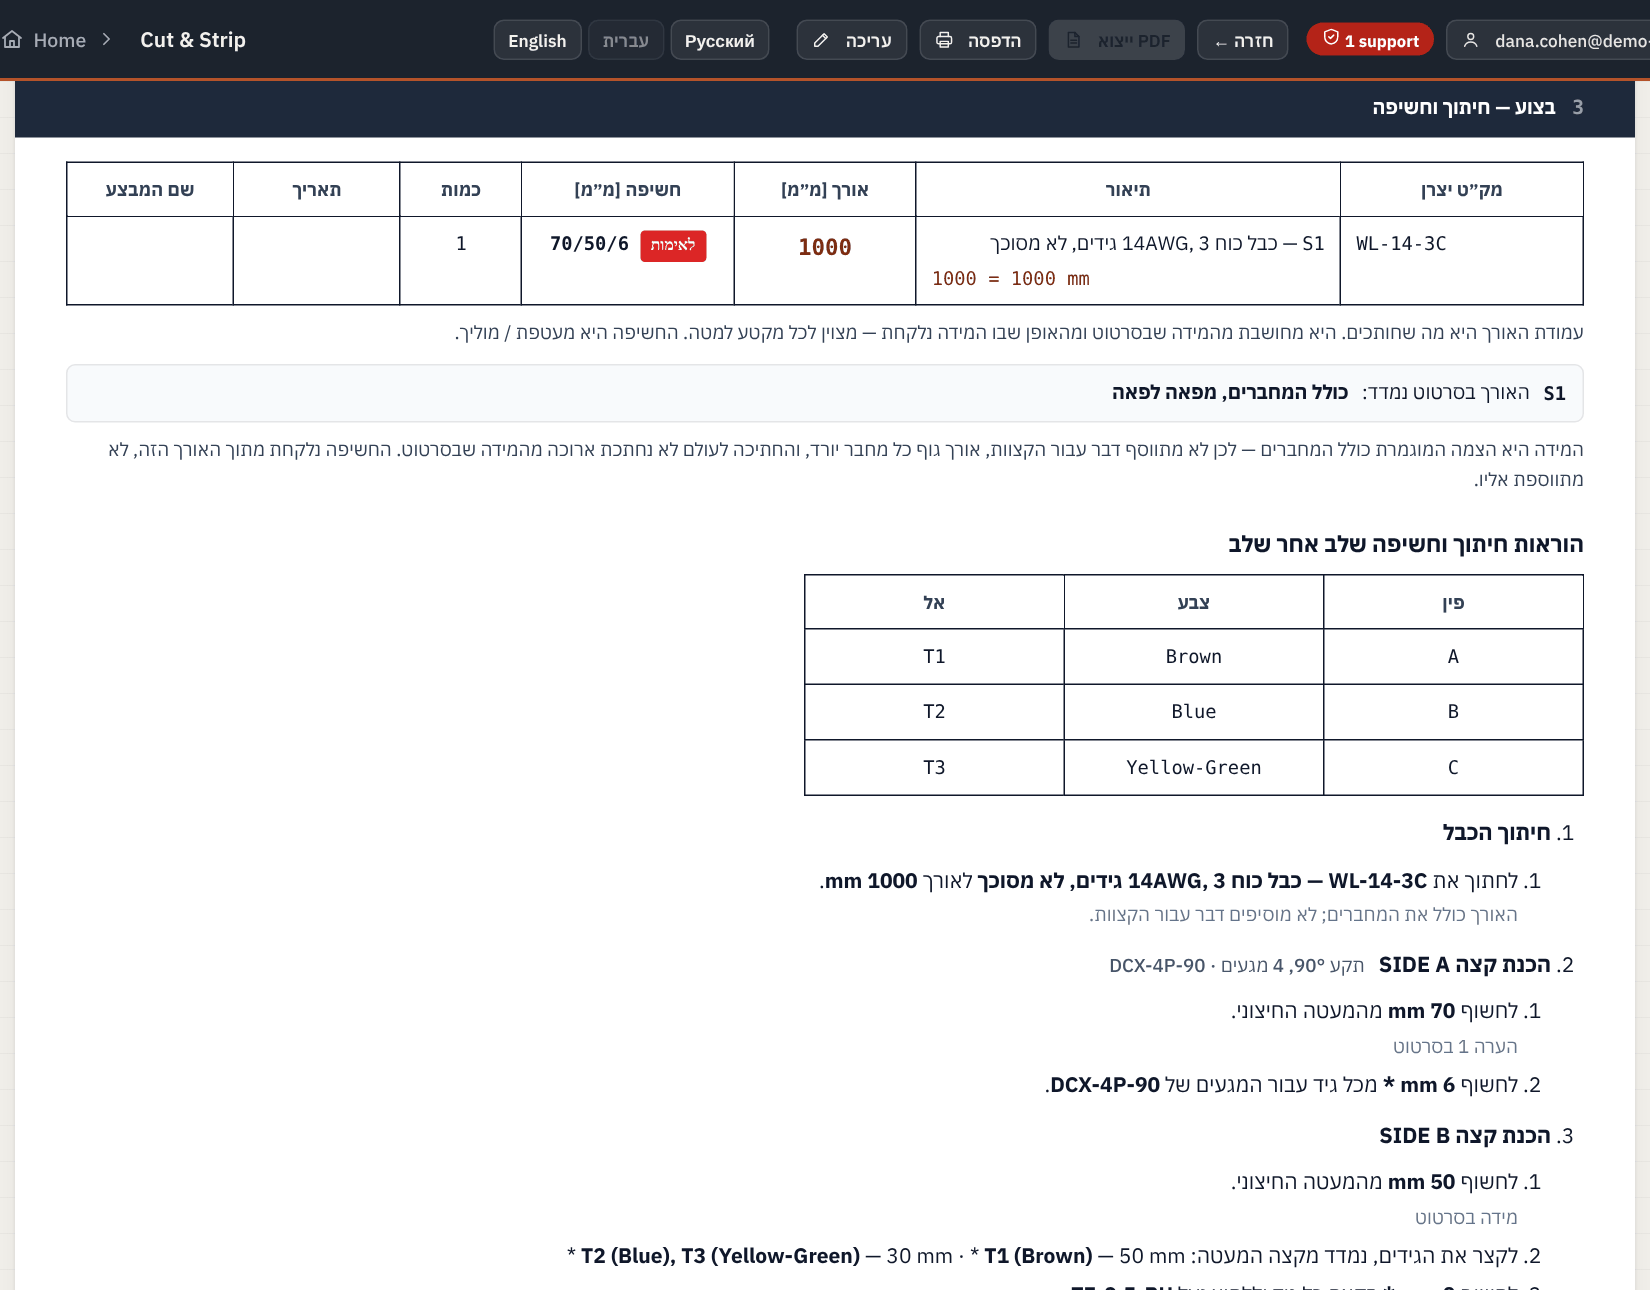 Home > Cut & Strip
English עברית Русский עריכה הדפסה ייצוא PDF חזרה ← 1 support dana.cohen@demo-
3 בצוע – חיתוך וחשיפה
מק״ט יצרן תיאור אורך [מ״מ] חשיפה [מ״מ] כמות תאריך שם המבצע
WL-14-3C S1 — כבל כוח 14AWG, 3 גידים, לא מסוכך 1000 לאימות 70/50/6 1
1000 = 1000 mm
עמודת האורך היא מה שחותכים. היא מחושבת מהמידה שבסרטוט ומהאופן שבו המידה נלקחת — מצוין לכל מקטע למטה. החשיפה היא מעטפת / מוליך.
S1 האורך בסרטוט נמדד: כולל המחברים, מפאה לפאה
המידה היא הצמה המוגמרת כולל המחברים — לכן לא מתווסף דבר עבור הקצוות, אורך גוף כל מחבר יורד, והחתיכה לעולם לא נחתכת ארוכה מהמידה שבסרטוט. החשיפה נלקחת מתוך האורך הזה, לא
מתווספת אליו.
הוראות חיתוך וחשיפה שלב אחר שלב
פין צבע אל
A Brown T1
B Blue T2
C Yellow-Green T3
1. חיתוך הכבל
1. לחתוך את WL-14-3C — כבל כוח 14AWG, 3 גידים, לא מסוכך לאורך 1000 mm.
האורך כולל את המחברים; לא מוסיפים דבר עבור הקצוות.
2. הכנת קצה SIDE A תקע 90°, 4 מגעים · DCX-4P-90
1. לחשוף 70 mm מהמעטה החיצוני.
הערה 1 בסרטוט
2. לחשוף 6 mm * מכל גיד עבור המגעים של DCX-4P-90.
3. הכנת קצה SIDE B
1. לחשוף 50 mm מהמעטה החיצוני.
מידה בסרטוט
2. לקצר את הגידים, נמדד מקצה המעטה: T1 (Brown) — 50 mm * · T2 (Blue), T3 (Yellow-Green) — 30 mm *